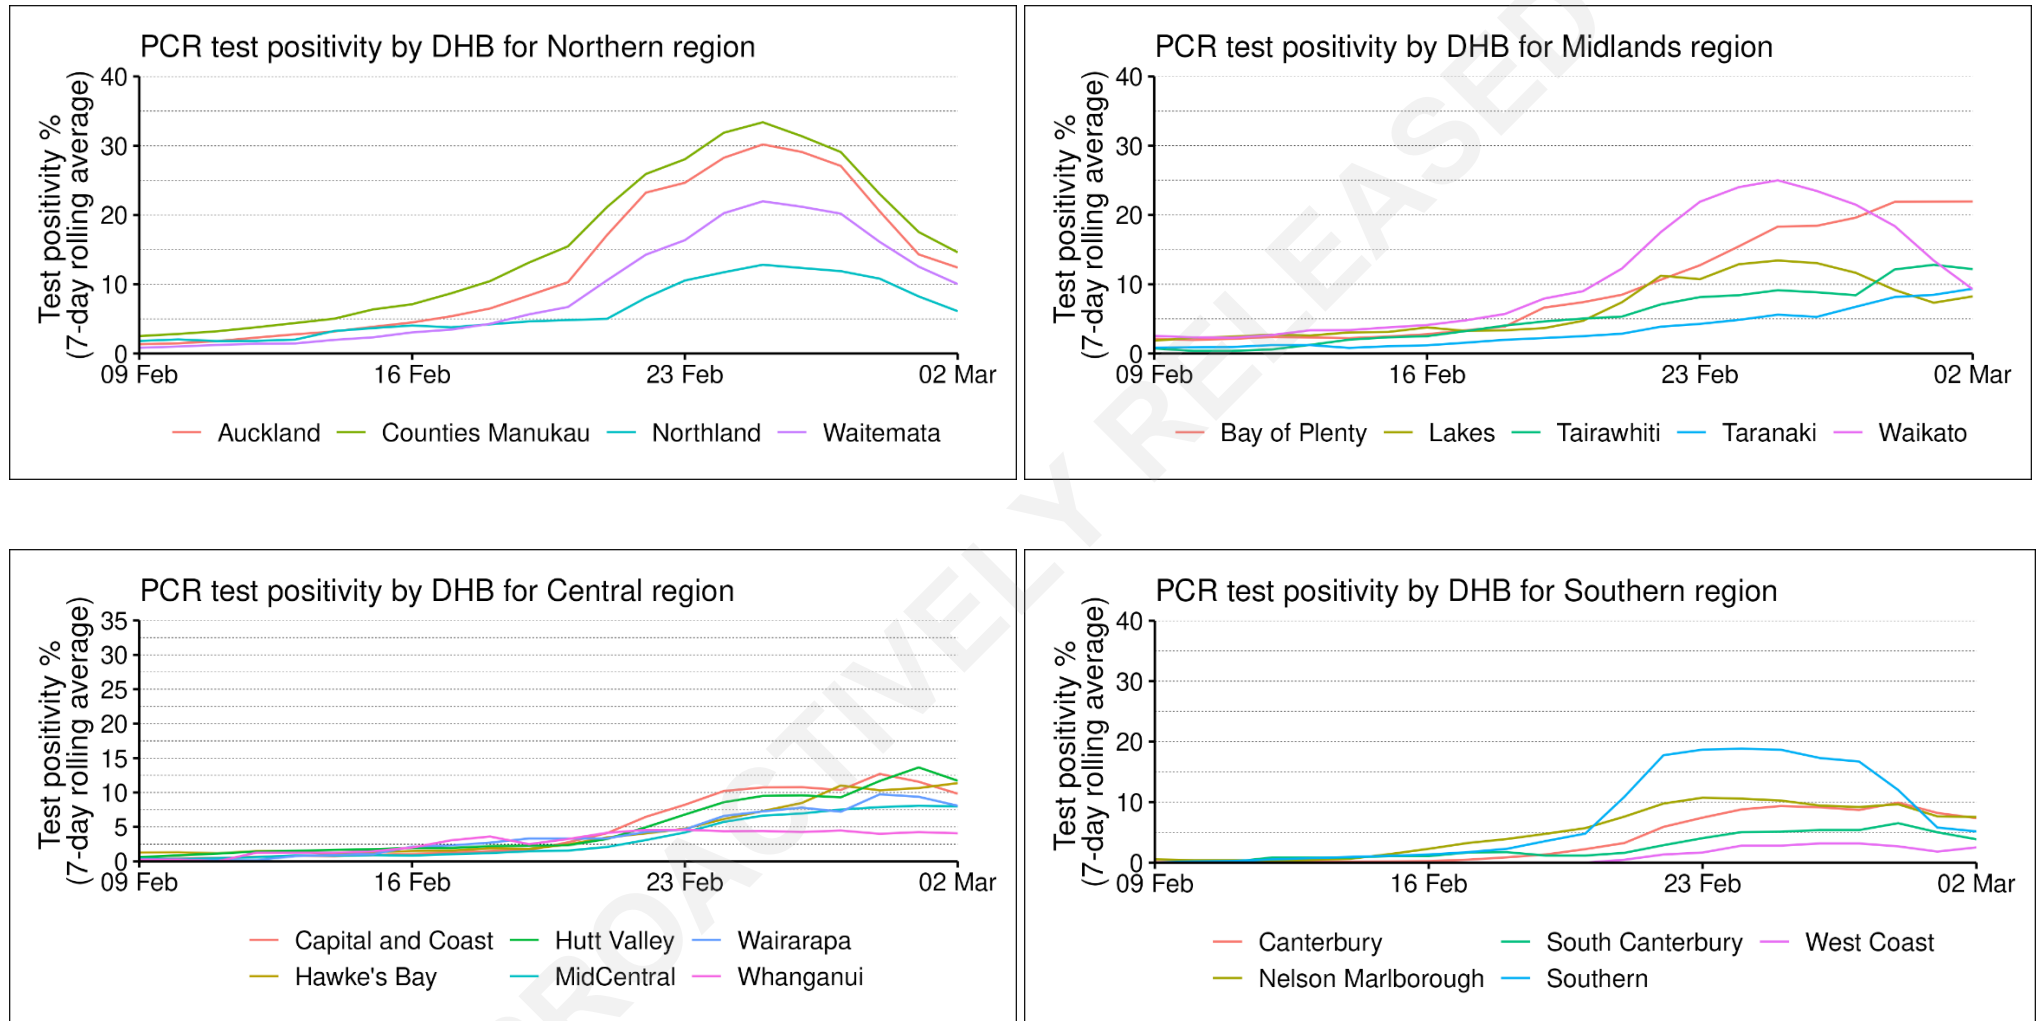 PCR test positivity by DHB for Northern region
Test positivity %
(7-day rolling average)
40
30
20
10
0
09 Feb 16 Feb 23 Feb 02 Mar
Auckland Counties Manukau Northland Waitemata
PCR test positivity by DHB for Midlands region
Test positivity %
(7-day rolling average)
40
30
20
10
0
09 Feb 16 Feb 23 Feb 02 Mar
Bay of Plenty Lakes Tairawhiti Taranaki Waikato
PCR test positivity by DHB for Central region
Test positivity %
(7-day rolling average)
35
30
25
20
15
10
5
0
09 Feb 16 Feb 23 Feb 02 Mar
Capital and Coast Hutt Valley Wairarapa
Hawke's Bay MidCentral Whanganui
PCR test positivity by DHB for Southern region
Test positivity %
(7-day rolling average)
40
30
20
10
0
09 Feb 16 Feb 23 Feb 02 Mar
Canterbury South Canterbury West Coast
Nelson Marlborough Southern
ROACTIVELY RELEASED